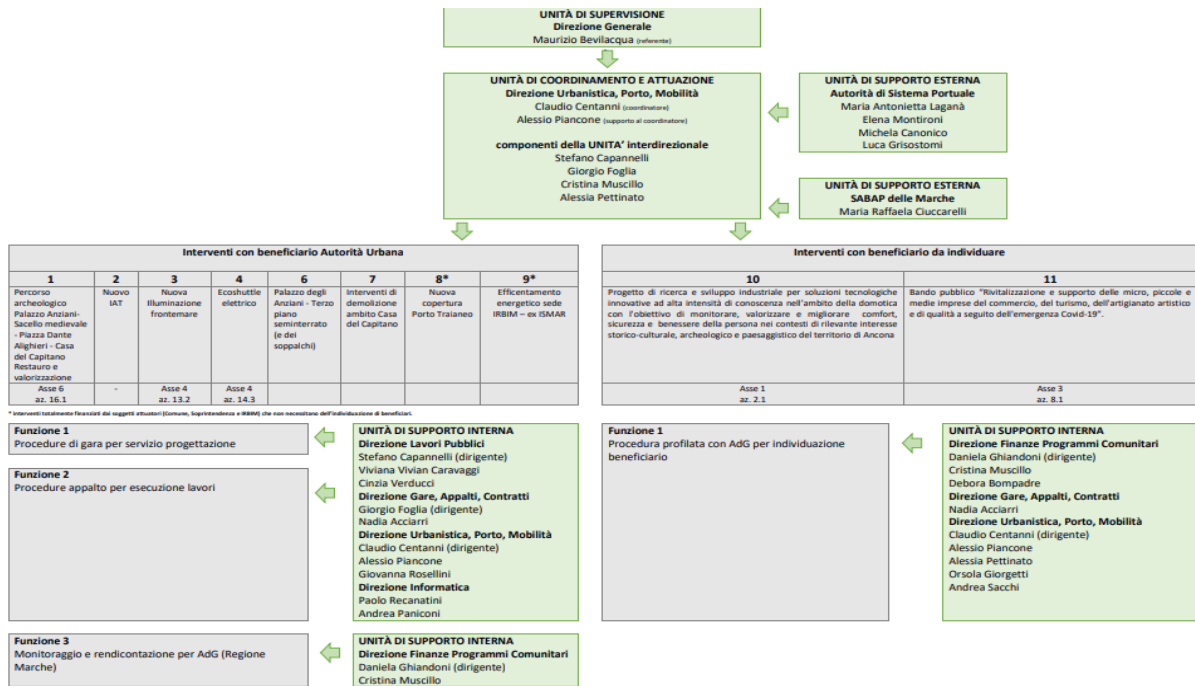 UNITÀ DI SUPERVISIONE
Direzione Generale
Maurizio Bevilacqua (referente)
UNITÀ DI COORDINAMENTO E ATTUAZIONE
Direzione Urbanistica, Porto, Mobilità
Claudio Centanni (coordinatore)
Alessio Piancone (supporto al coordinatore)
componenti della UNITA' interdirezionale
Stefano Capannelli
Giorgio Foglia
Cristina Muscillo
Alessia Pettinato
UNITÀ DI SUPPORTO ESTERNA
Autorità di Sistema Portuale
Maria Antonietta Laganà
Elena Montironi
Michela Canonico
Luca Grisostomi
UNITÀ DI SUPPORTO ESTERNA
SABAP delle Marche
Maria Raffaela Ciuccarelli
Interventi con beneficiario Autorità Urbana
1
Percorso
archeologico
Palazzo Anziani-
Sacello medievale
- Piazza Dante
Alighieri - Casa
del Capitano
Restauro e
valorizzazione
Asse 6
az. 16.1
2
Nuovo
IAT
-
3
Nuova
Illuminazione
frontemare
Asse 4
az. 13.2
4
Ecoshuttle
elettrico
Asse 4
az. 14.3
6
Palazzo degli
Anziani - Terzo
piano
seminterrato
(e dei
soppalchi)
7
Interventi di
demolizione
ambito Casa
del Capitano
8*
Nuova
copertura
Porto Traianeo
9*
Efficentamento
energetico sede
IRBIM – ex ISMAR
* interventi totalmente finanziati dai soggetti attuatori (Comune, Soprintendenza e IRBIM) che non necessitano dell'individuazione di beneficiori.
Interventi con beneficiario da individuare
10
Progetto di ricerca e sviluppo industriale per soluzioni tecnologiche
innovative ad alta intensità di conoscenza nell'ambito della domotica
con l'obiettivo di monitorare, valorizzare e migliorare comfort,
sicurezza e benessere della persona nei contesti di rilevante interesse
storico-culturale, archeologico e paesaggistico del territorio di Ancona
Asse 1
az. 2.1
11
Bando pubblico "Rivitalizzazione e supporto delle micro, piccole e
medie imprese del commercio, del turismo, dell'artigianato artistico
e di qualità a seguito dell'emergenza Covid-19".
Asse 3
az. 8.1
Funzione 1
Procedure di gara per servizio progettazione
Funzione 2
Procedure appalto per esecuzione lavori
UNITÀ DI SUPPORTO INTERNA
Direzione Lavori Pubblici
Stefano Capannelli (dirigente)
Viviana Vivian Caravaggi
Cinzia Verducci
Direzione Gare, Appalti, Contratti
Giorgio Foglia (dirigente)
Nadia Acciarri
Direzione Urbanistica, Porto, Mobilità
Claudio Centanni (dirigente)
Alessio Piancone
Giovanna Rosellini
Direzione Informatica
Paolo Recanatini
Andrea Paniconi
Funzione 3
Monitoraggio e rendicontazione per AdG (Regione
Marche)
UNITÀ DI SUPPORTO INTERNA
Direzione Finanze Programmi Comunitari
Daniela Ghiandoni (dirigente)
Cristina Muscillo
Funzione 1
Procedura profilata con AdG per individuazione
beneficiario
UNITÀ DI SUPPORTO INTERNA
Direzione Finanze Programmi Comunitari
Daniela Ghiandoni (dirigente)
Cristina Muscillo
Debora Bompadre
Direzione Gare, Appalti, Contratti
Nadia Acciarri
Direzione Urbanistica, Porto, Mobilità
Claudio Centanni (dirigente)
Alessio Piancone
Alessia Pettinato
Orsola Giorgetti
Andrea Sacchi